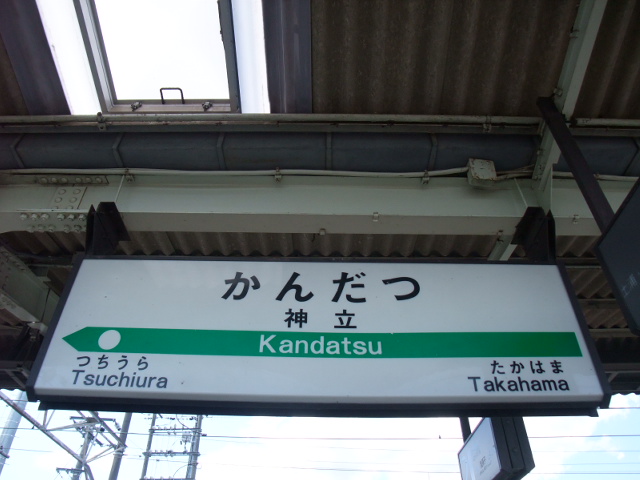 かんだつ
神立
Kandatsu
つちうら
Tsuchiura
たかはま
Takahama